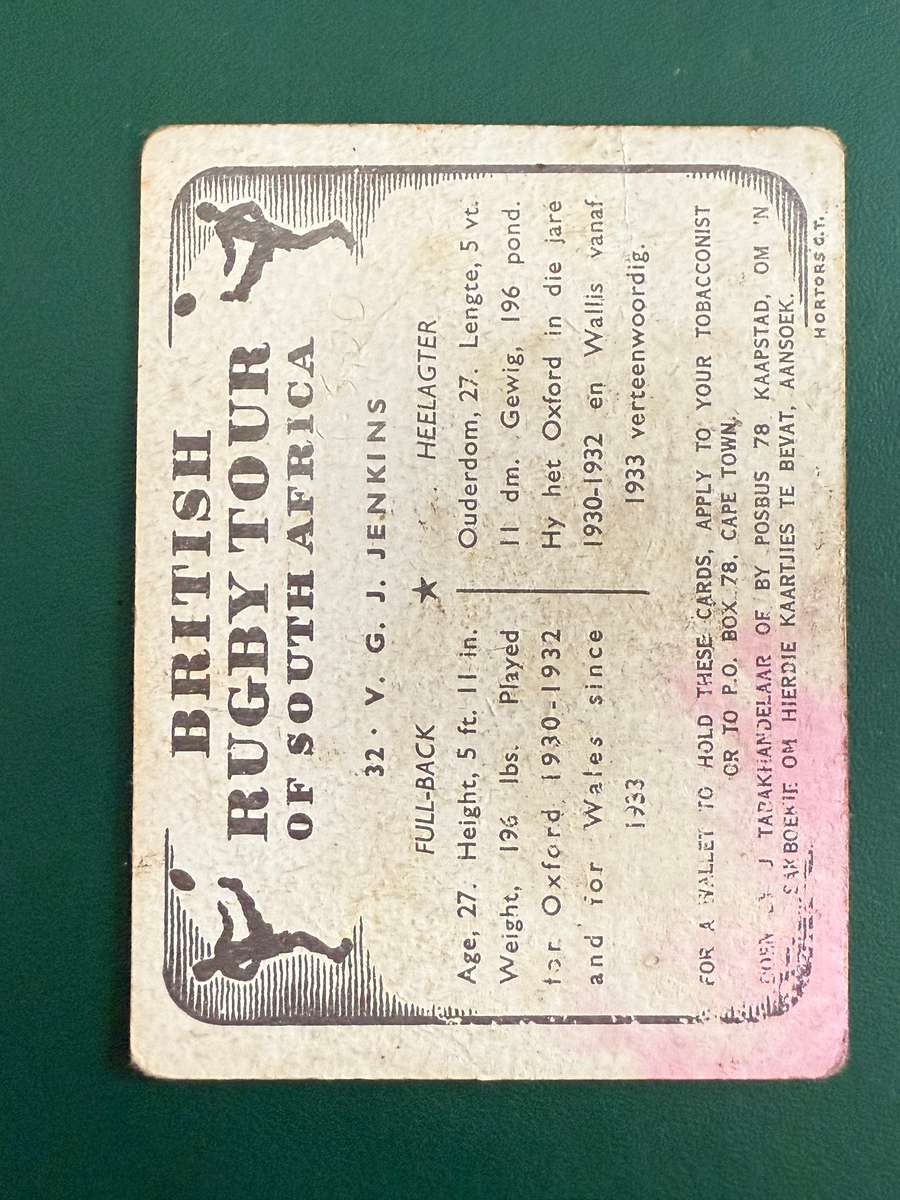 BRITISH
RUGBY TOUR
OF SOUTH AFRICA
32 · V. G. J. JENKINS
FULL-BACK ★ HEELAGTER
Age, 27. Height, 5 ft. 11 in.
Weight, 196 lbs. Played
for Oxford 1930-1932
and for Wales since
1933
Ouderdom, 27. Lengte, 5 vt.
11 dm. Gewig, 196 pond.
Hy het Oxford in die jare
1930-1932 en Wallis vanaf
1933 verteenwoordig.
FOR A WALLET TO HOLD THESE CARDS, APPLY TO YOUR TOBACCONIST
OR TO P.O. BOX 78, CAPE TOWN.
DOEN BY J TABAKHANDELAAR OF BY POSBUS 78 KAAPSTAD, OM 'N
SAKBOEKIE OM HIERDIE KAARTJIES TE BEVAT, AANSOEK.
HORTORS C.T.